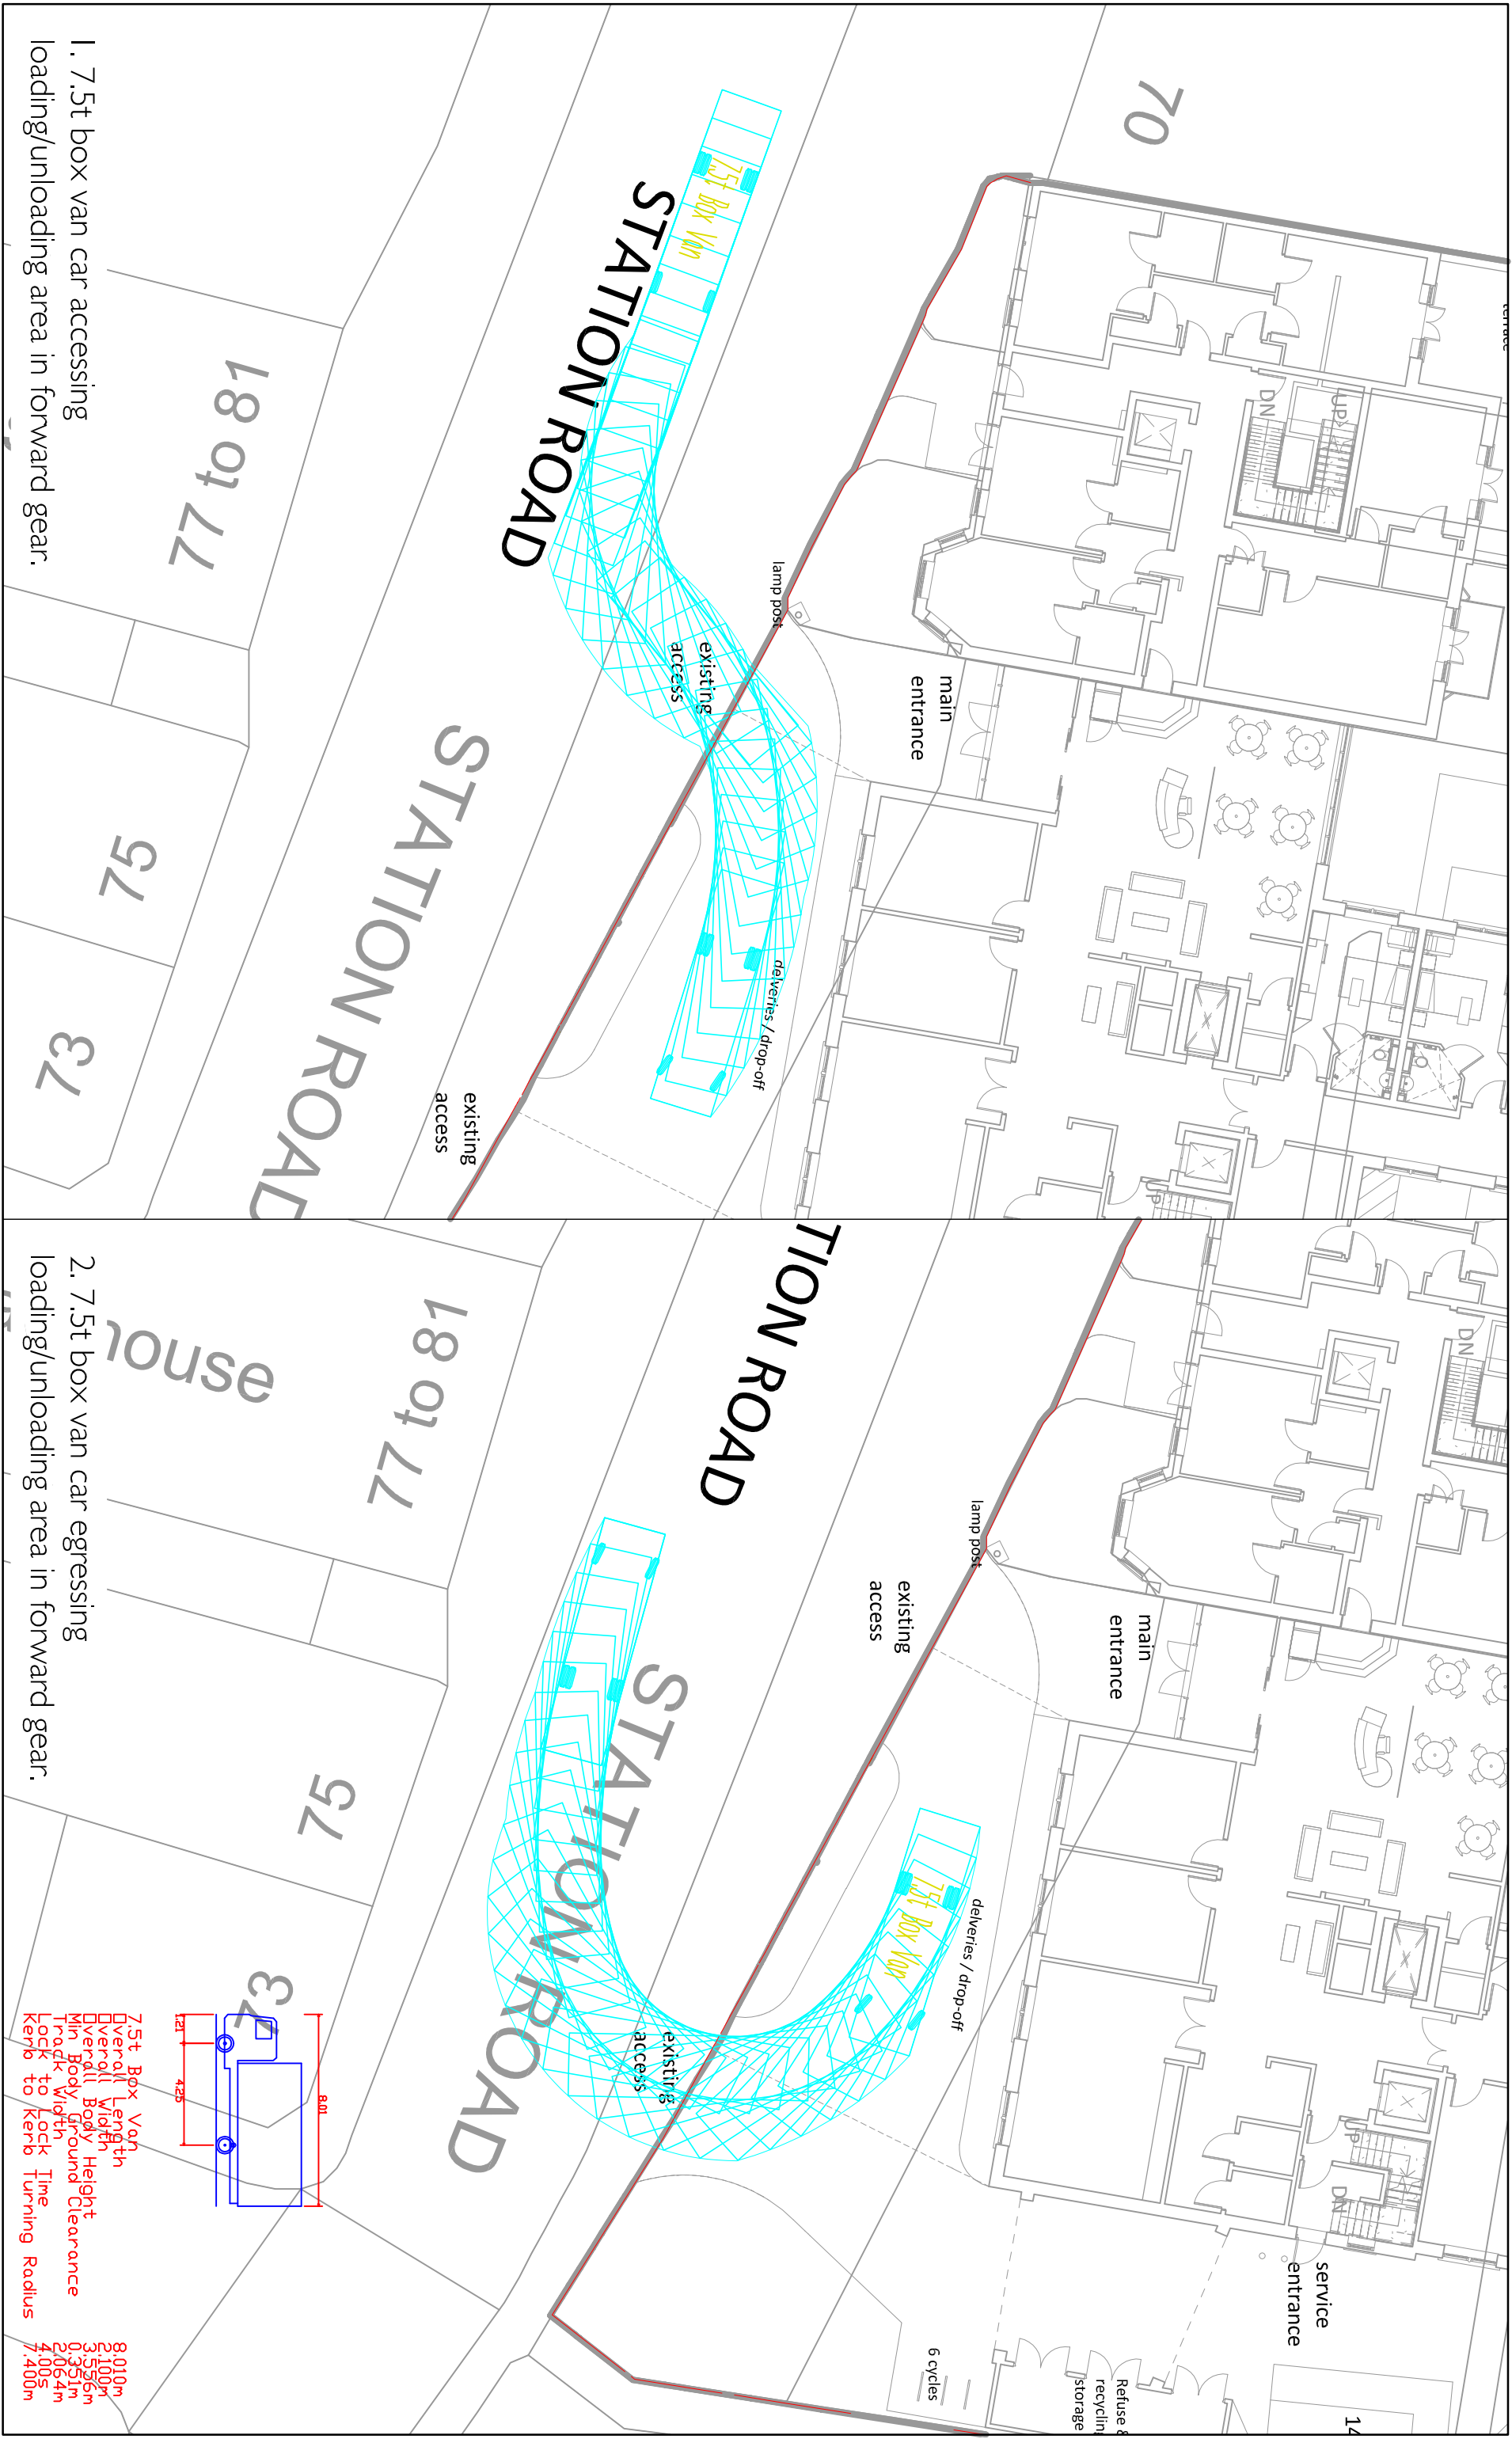 70
7.5t Box Van
STATION ROAD
77 to 81
lamp post
existing
access
main
entrance
DN
UP
STATION ROAD
75
73
deliveries / drop-off
existing
access
UP
1. 7.5t box van car accessing
loading/unloading area in forward gear.
TION ROAD
DN
77 to 81
lamp post
existing
access
main
entrance
STATION ROAD
75
73
7.5t Box Van
delveries / drop-off
existing
access
UP
DN
service
entrance
6 cycles
Refuse &
recycling
storage
14
2. 7.5t box van car egressing
loading/unloading area in forward gear.
8.01
1.21
4.25
7.5t Box Van
Overall Length 8.010m
Overall Width 2.100m
Overall Body Height 3.556m
Min Body Ground Clearance 0.351m
Track Width 2.064m
Lock to Lock Time 4.00s
Kerb to Kerb Turning Radius 7.400m